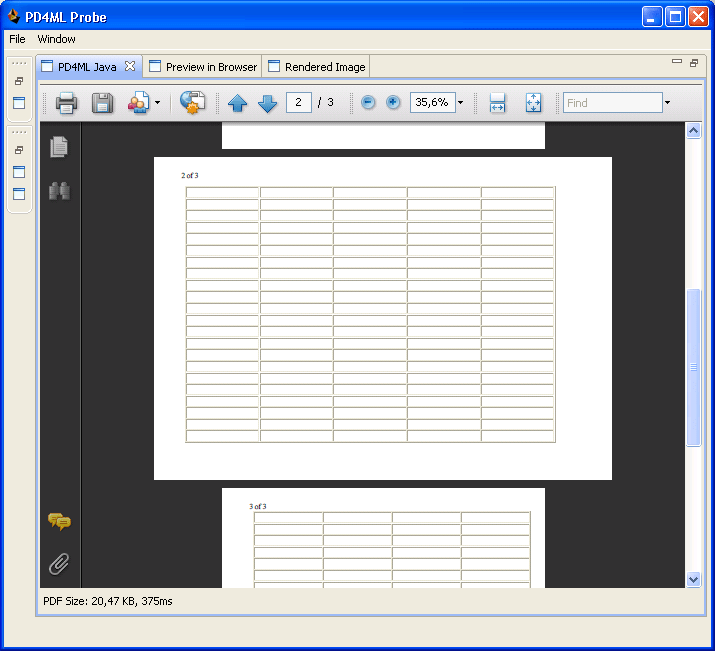 PD4ML Probe
File Window
PD4ML Java Preview in Browser Rendered Image
2 / 3 35,6% Find
2 of 3
3 of 3
PDF Size: 20,47 KB, 375ms